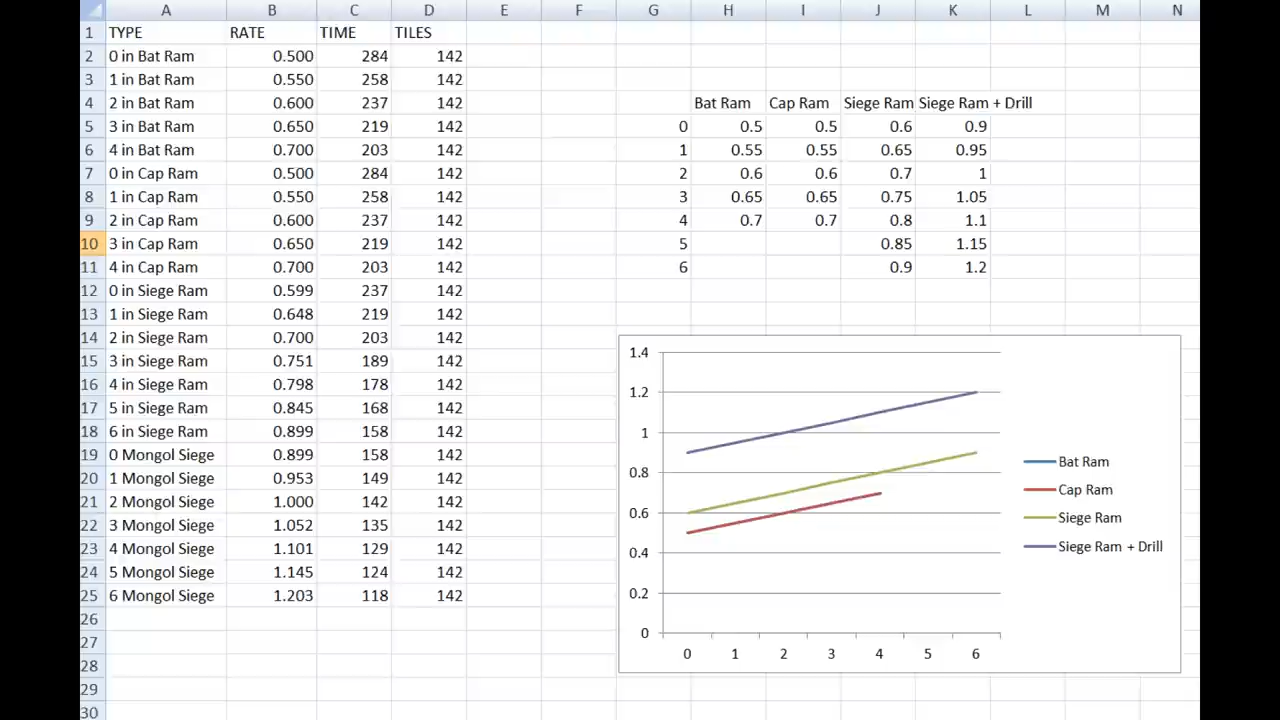 A B C D E F G H I J K L M N
1 TYPE RATE TIME TILES
2 0 in Bat Ram 0.500 284 142
3 1 in Bat Ram 0.550 258 142
4 2 in Bat Ram 0.600 237 142 Bat Ram Cap Ram Siege Ram Siege Ram + Drill
5 3 in Bat Ram 0.650 219 142 0 0.5 0.5 0.6 0.9
6 4 in Bat Ram 0.700 203 142 1 0.55 0.55 0.65 0.95
7 0 in Cap Ram 0.500 284 142 2 0.6 0.6 0.7 1
8 1 in Cap Ram 0.550 258 142 3 0.65 0.65 0.75 1.05
9 2 in Cap Ram 0.600 237 142 4 0.7 0.7 0.8 1.1
10 3 in Cap Ram 0.650 219 142 5 0.85 1.15
11 4 in Cap Ram 0.700 203 142 6 0.9 1.2
12 0 in Siege Ram 0.599 237 142
13 1 in Siege Ram 0.648 219 142
14 2 in Siege Ram 0.700 203 142
15 3 in Siege Ram 0.751 189 142
16 4 in Siege Ram 0.798 178 142
17 5 in Siege Ram 0.845 168 142
18 6 in Siege Ram 0.899 158 142
19 0 Mongol Siege 0.899 158 142
20 1 Mongol Siege 0.953 149 142
21 2 Mongol Siege 1.000 142 142
22 3 Mongol Siege 1.052 135 142
23 4 Mongol Siege 1.101 129 142
24 5 Mongol Siege 1.145 124 142
25 6 Mongol Siege 1.203 118 142
26
27
28
29
30
1.4
1.2
1
0.8
0.6
0.4
0.2
0
0 1 2 3 4 5 6
Bat Ram
Cap Ram
Siege Ram
Siege Ram + Drill